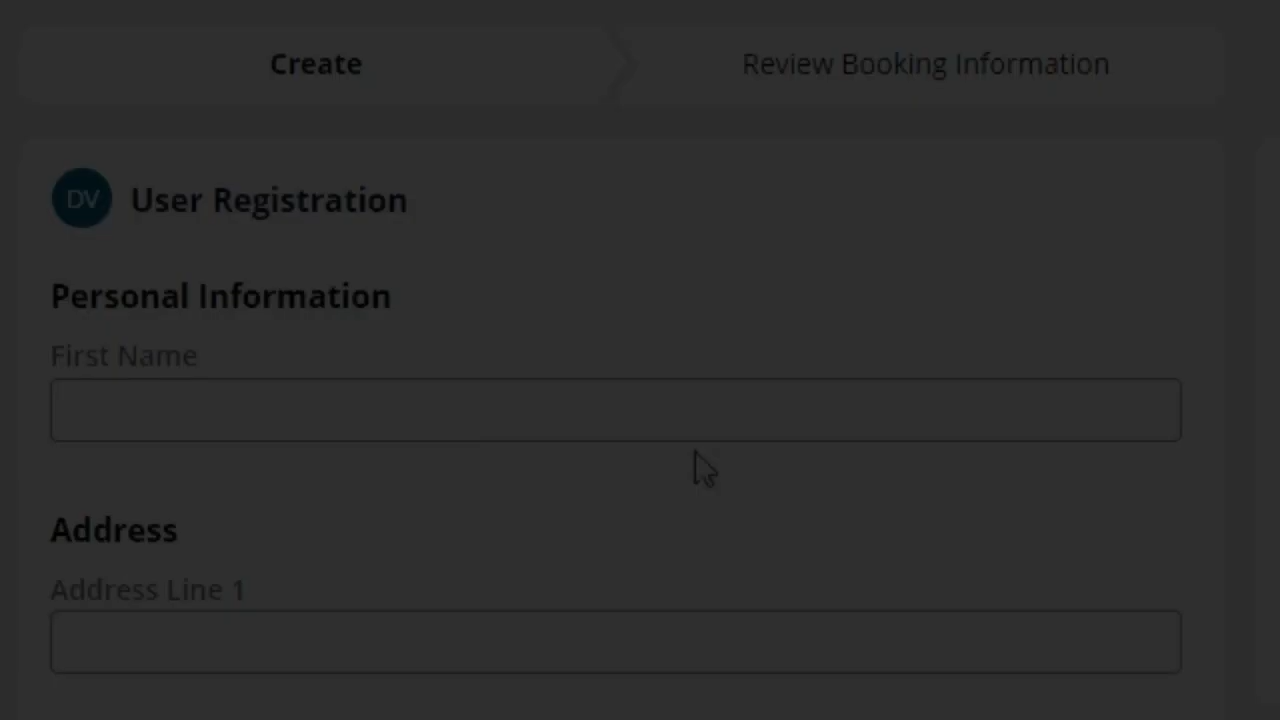 Create
Review Booking Information
DV
User Registration
Personal Information
First Name
Address
Address Line 1